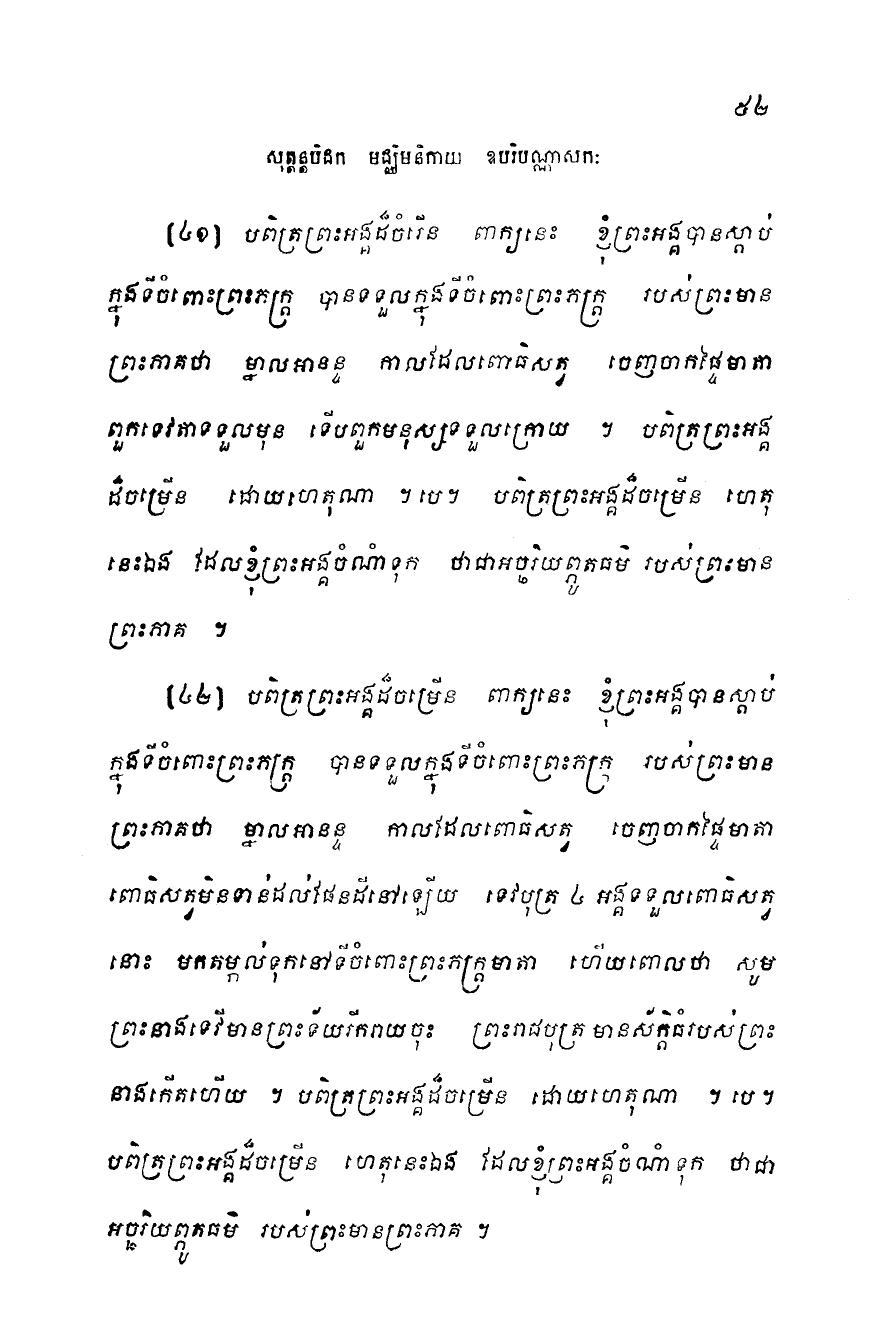 ៥២
សុត្តន្តបិដក មជ្ឈិមនិកាយ ឧបរិបណ្ណាសកៈ
(៤១) បពិត្រព្រះអង្គដ៏ចំរើន ពាក្យនេះ ខ្ញុំព្រះអង្គបានស្តាប់
ក្នុងទីចំពោះព្រះភក្ត្រ បានទទួលក្នុងទីចំពោះព្រះភក្ត្រ របស់ព្រះមាន
ព្រះភាគថា ម្នាលអានន្ទ កាលដែលពោធិសត្វ ចេញចាកផ្ទៃមាតា
ពួកទេវតាទទួលមុន ទើបពួកមនុស្សទទួលក្រោយ ។ បពិត្រព្រះអង្គ
ដ៏ចម្រើន ដោយហេតុណា ។ បេ។ បពិត្រព្រះអង្គដ៏ចម្រើន ហេតុ
នេះឯង ដែលខ្ញុំព្រះអង្គចំណាំទុក ថាជាអច្ឆរិយព្ភូតធម៌ របស់ព្រះមាន
ព្រះភាគ ។
(៤២) បពិត្រព្រះអង្គដ៏ចម្រើន ពាក្យនេះ ខ្ញុំព្រះអង្គបានស្តាប់
ក្នុងទីចំពោះព្រះភក្ត្រ បានទទួលក្នុងទីចំពោះព្រះភក្ត្រ របស់ព្រះមាន
ព្រះភាគថា ម្នាលអានន្ទ កាលដែលពោធិសត្វ ចេញចាកផ្ទៃមាតា
ពោធិសត្វមិនទាន់ដល់ផែនដីនៅឡើយ ទេវបុត្រ ៤ អង្គទទួលពោធិសត្វ
នោះ មកតម្កល់ទុកនៅទីចំពោះព្រះភក្ត្រមាតា ហើយពោលថា សូម
ព្រះនាងទេវីមានព្រះទ័យរីករាយចុះ ព្រះរាជបុត្រ មានស័ក្តិធំរបស់ព្រះ
នាងកើតហើយ ។ បពិត្រព្រះអង្គដ៏ចម្រើន ដោយហេតុណា ។ បេ។
បពិត្រព្រះអង្គដ៏ចម្រើន ហេតុនេះឯង ដែលខ្ញុំព្រះអង្គចំណាំទុក ថាជា
អច្ឆរិយព្ភូតធម៌ របស់ព្រះមានព្រះភាគ ។